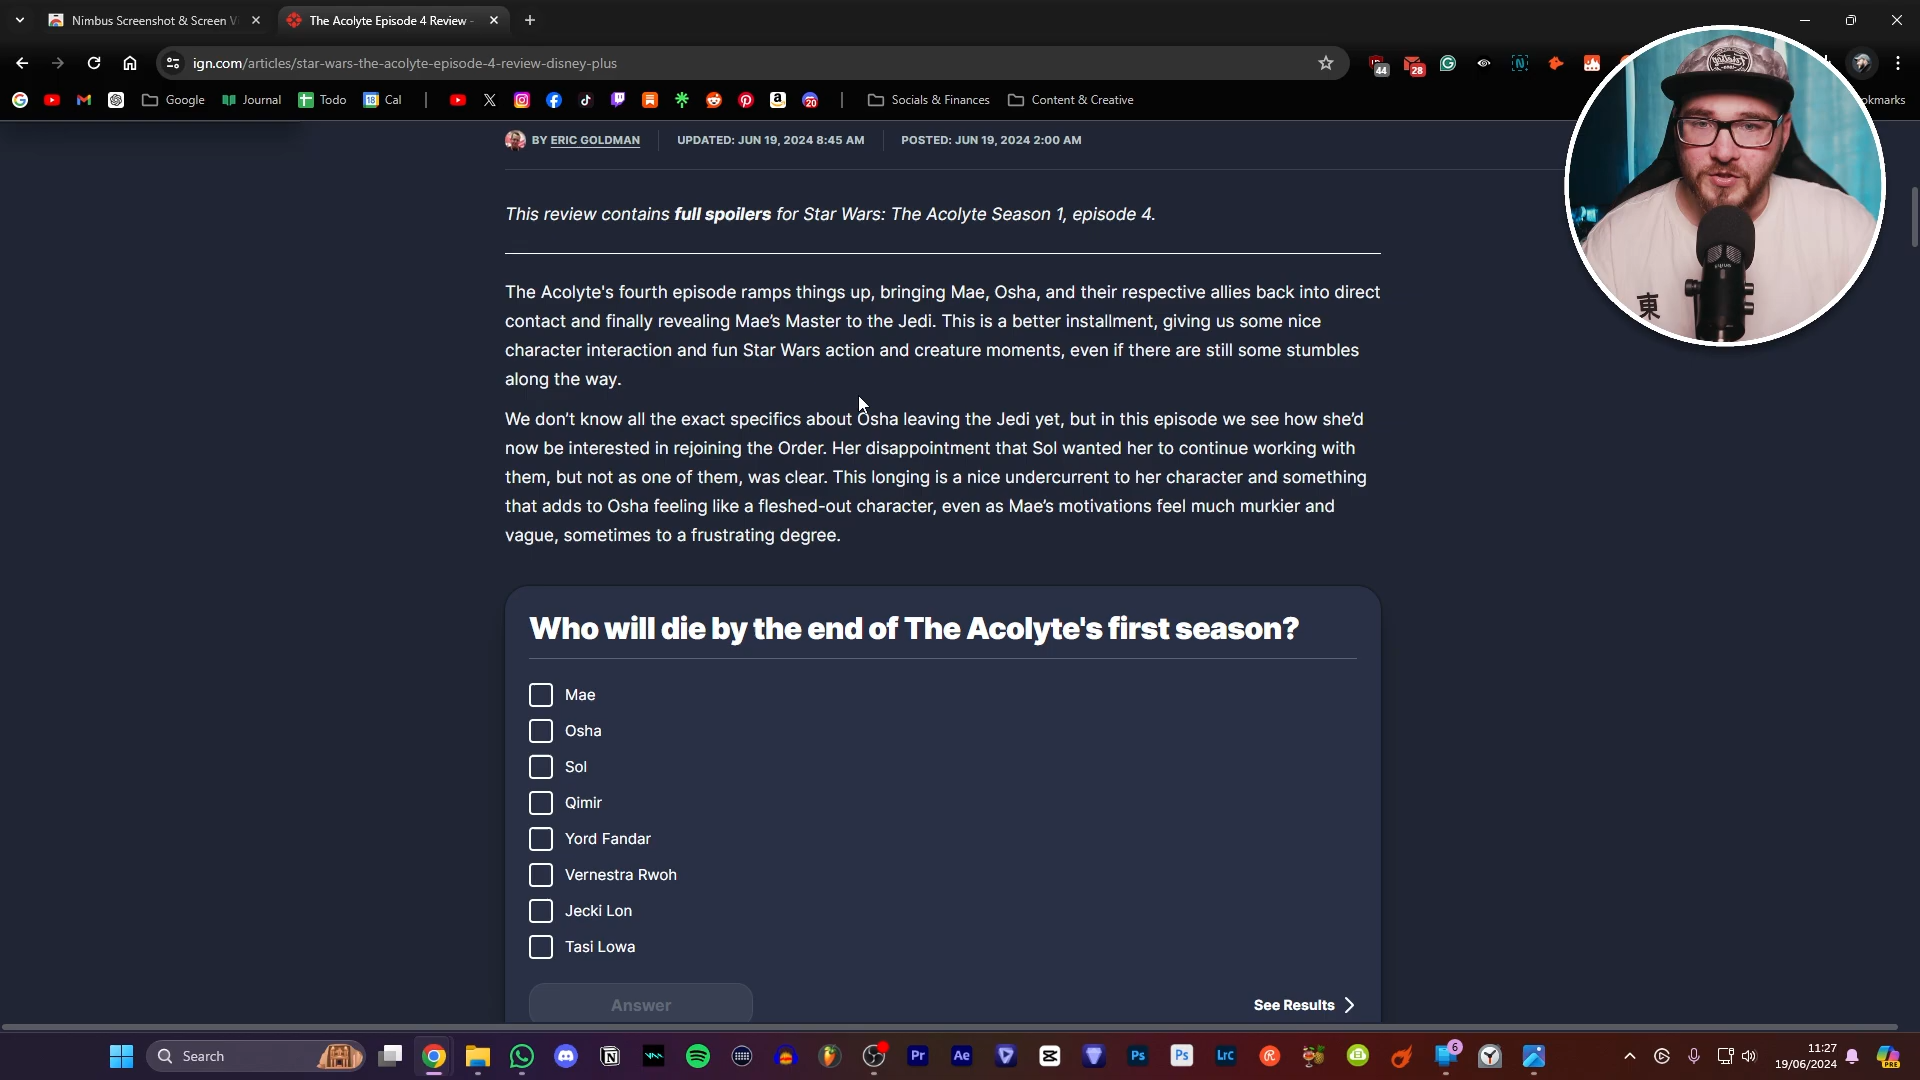 Nimbus Screenshot & Screen V
The Acolyte Episode 4 Review -
ign.com/articles/star-wars-the-acolyte-episode-4-review-disney-plus
44
28
Google
Journal
Todo
18
Cal
20
Socials & Finances
Content & Creative
BY ERIC GOLDMAN
UPDATED: JUN 19, 2024 8:45 AM
POSTED: JUN 19, 2024 2:00 AM
This review contains full spoilers for Star Wars: The Acolyte Season 1, episode 4.
The Acolyte's fourth episode ramps things up, bringing Mae, Osha, and their respective allies back into direct
contact and finally revealing Mae’s Master to the Jedi. This is a better installment, giving us some nice
character interaction and fun Star Wars action and creature moments, even if there are still some stumbles
along the way.
We don’t know all the exact specifics about Osha leaving the Jedi yet, but in this episode we see how she’d
now be interested in rejoining the Order. Her disappointment that Sol wanted her to continue working with
them, but not as one of them, was clear. This longing is a nice undercurrent to her character and something
that adds to Osha feeling like a fleshed-out character, even as Mae’s motivations feel much murkier and
vague, sometimes to a frustrating degree.
Who will die by the end of The Acolyte's first season?
Mae
Osha
Sol
Qimir
Yord Fandar
Vernestra Rwoh
Jecki Lon
Tasi Lowa
Answer
See Results
東
Search
Pr
Ae
Ps
Ps
LrC
6
11:27
19/06/2024
PRE